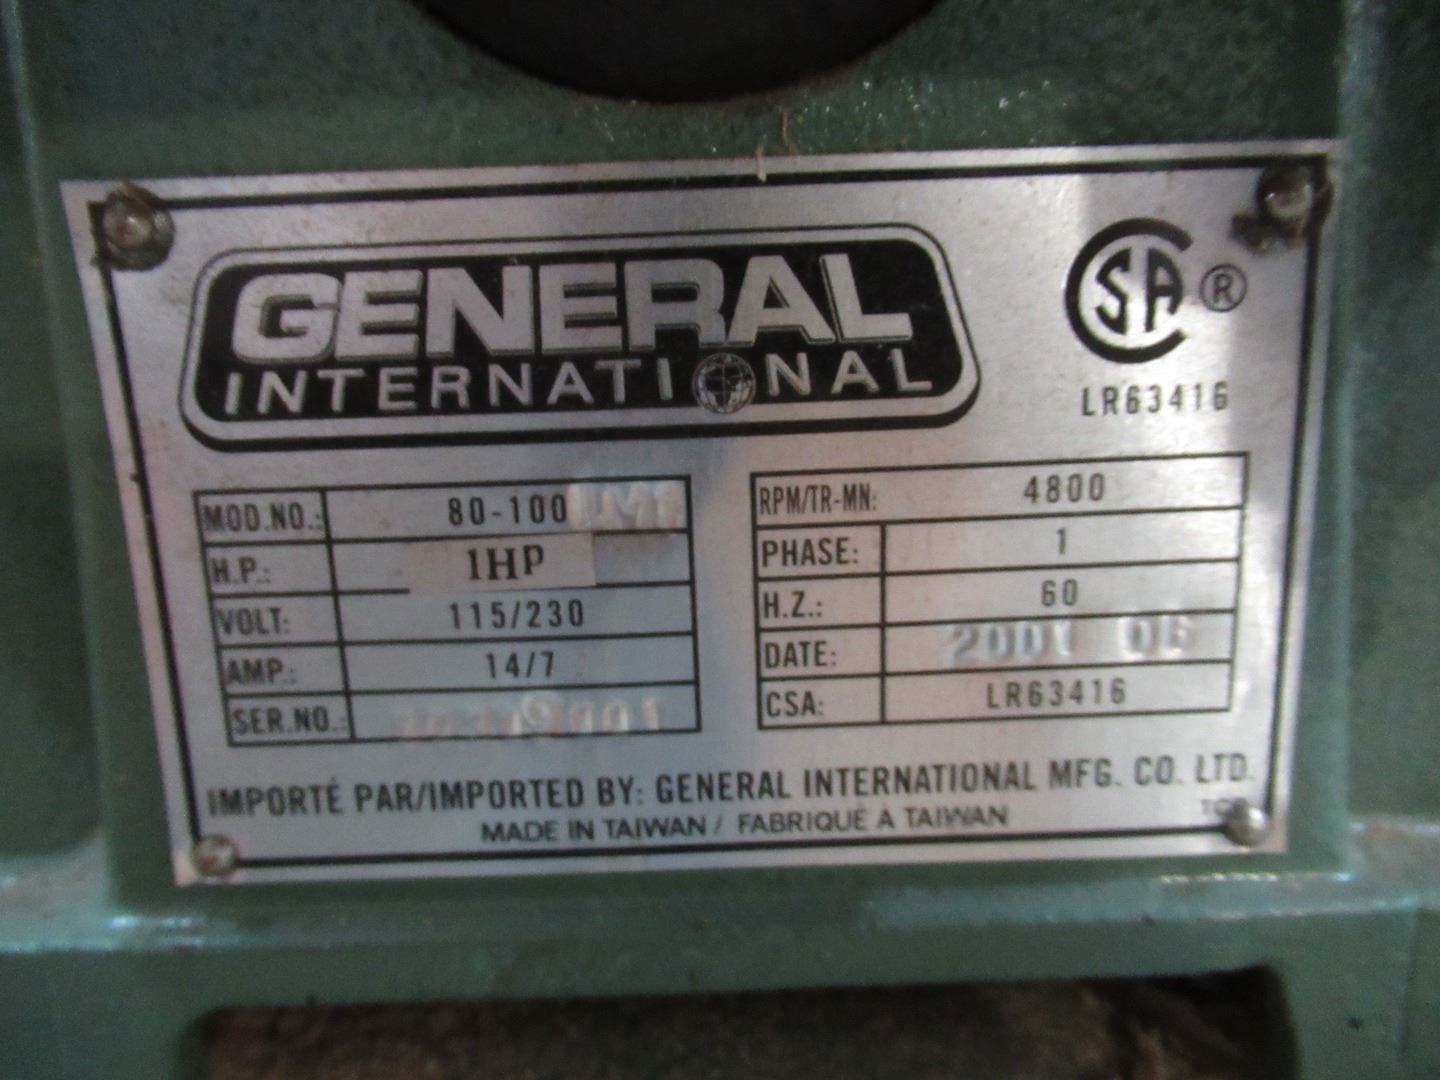 GENERAL
INTERNATIONAL
CSA ®
LR63416
MOD.NO.: 80-100
H.P.: 1HP
VOLT: 115/230
AMP.: 14/7
SER.NO.:
RPM/TR-MN: 4800
PHASE: 1
H.Z.: 60
DATE: 2001
CSA: LR63416
IMPORTÉ PAR/IMPORTED BY: GENERAL INTERNATIONAL MFG. CO. LTD.
MADE IN TAIWAN / FABRIQUÉ À TAIWAN